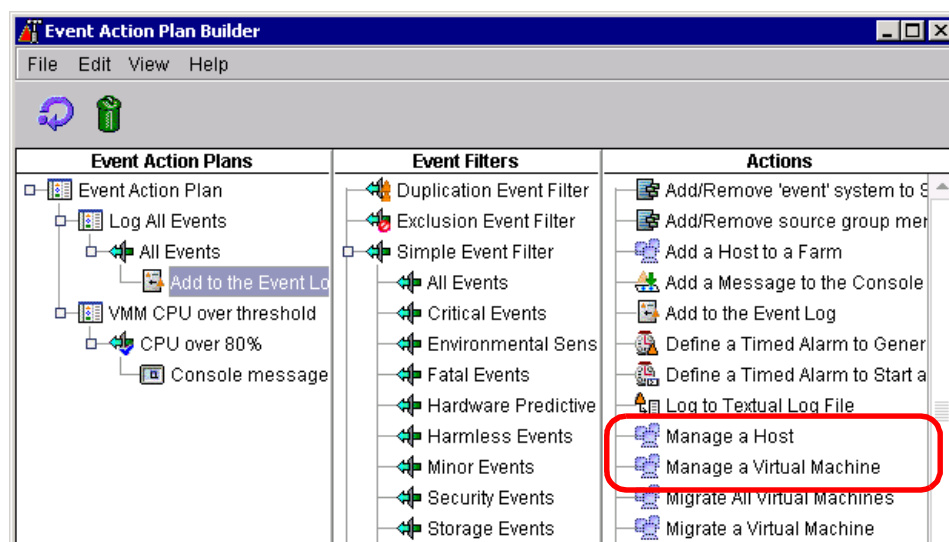 Event Action Plan Builder
File Edit View Help
Event Action Plans
Event Action Plan
Log All Events
All Events
Add to the Event Lo
VMM CPU over threshold
CPU over 80%
Console message
Event Filters
Duplication Event Filter
Exclusion Event Filter
Simple Event Filter
All Events
Critical Events
Environmental Sens
Fatal Events
Hardware Predictive
Harmless Events
Minor Events
Security Events
Storage Events
Actions
Add/Remove 'event' system to S
Add/Remove source group mer
Add a Host to a Farm
Add a Message to the Console
Add to the Event Log
Define a Timed Alarm to Gener
Define a Timed Alarm to Start a
Log to Textual Log File
Manage a Host
Manage a Virtual Machine
Migrate All Virtual Machines
Migrate a Virtual Machine